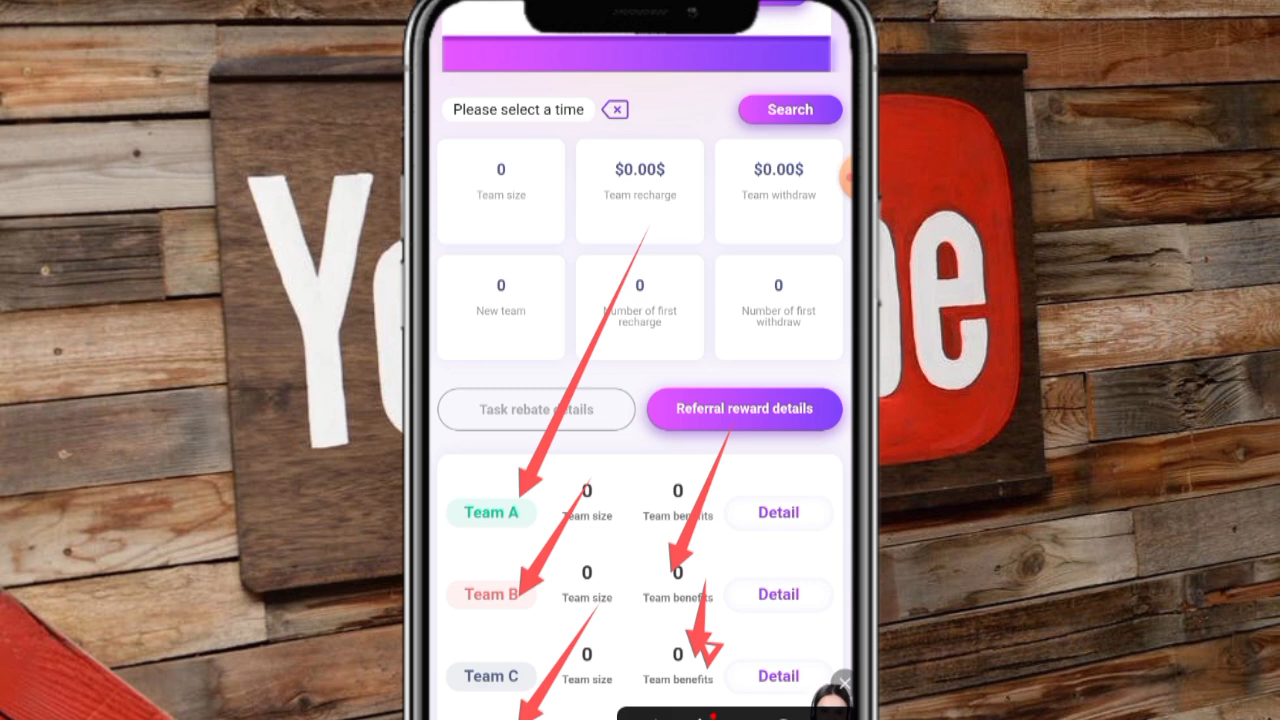 Please select a time
Search
0
Team size
$0.00$
Team recharge
$0.00$
Team withdraw
0
New team
0
Number of first
recharge
0
Number of first
withdraw
Task rebate details
Referral reward details
Team A
0
Team size
0
Team benefits
Detail
Team B
0
Team size
0
Team benefits
Detail
Team C
0
Team size
0
Team benefits
Detail